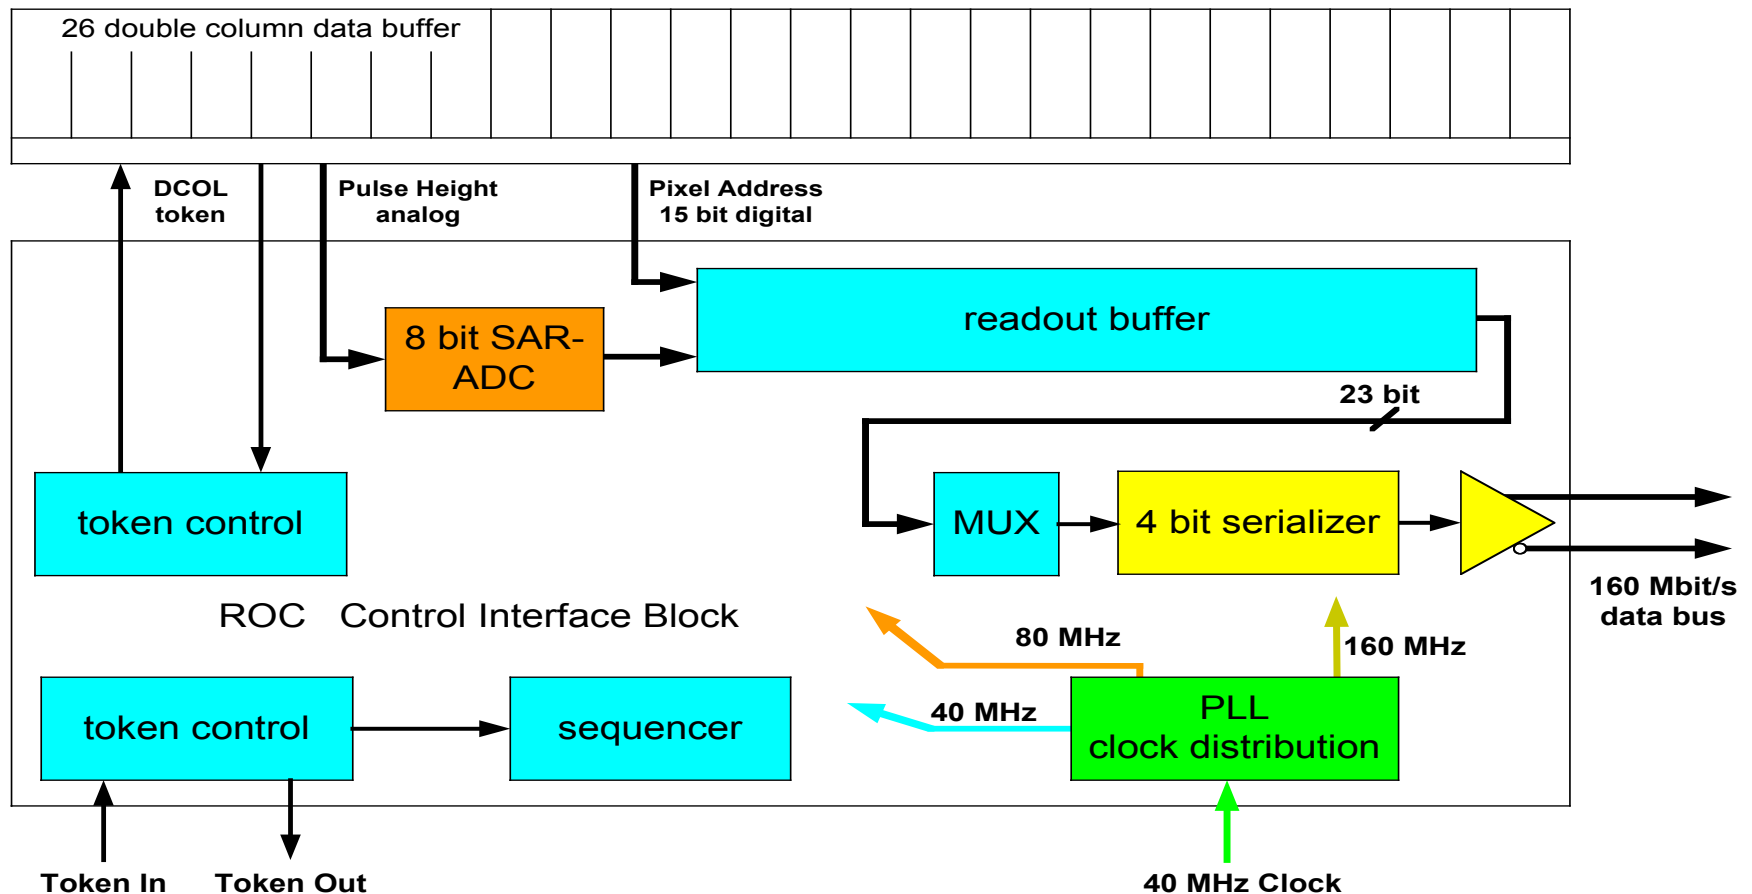 26 double column data buffer
DCOL
token
Pulse Height
analog
Pixel Address
15 bit digital
8 bit SAR-
ADC
readout buffer
23 bit
token control
MUX
4 bit serializer
160 Mbit/s
data bus
ROC Control Interface Block
80 MHz
160 MHz
40 MHz
token control
sequencer
PLL
clock distribution
Token In
Token Out
40 MHz Clock